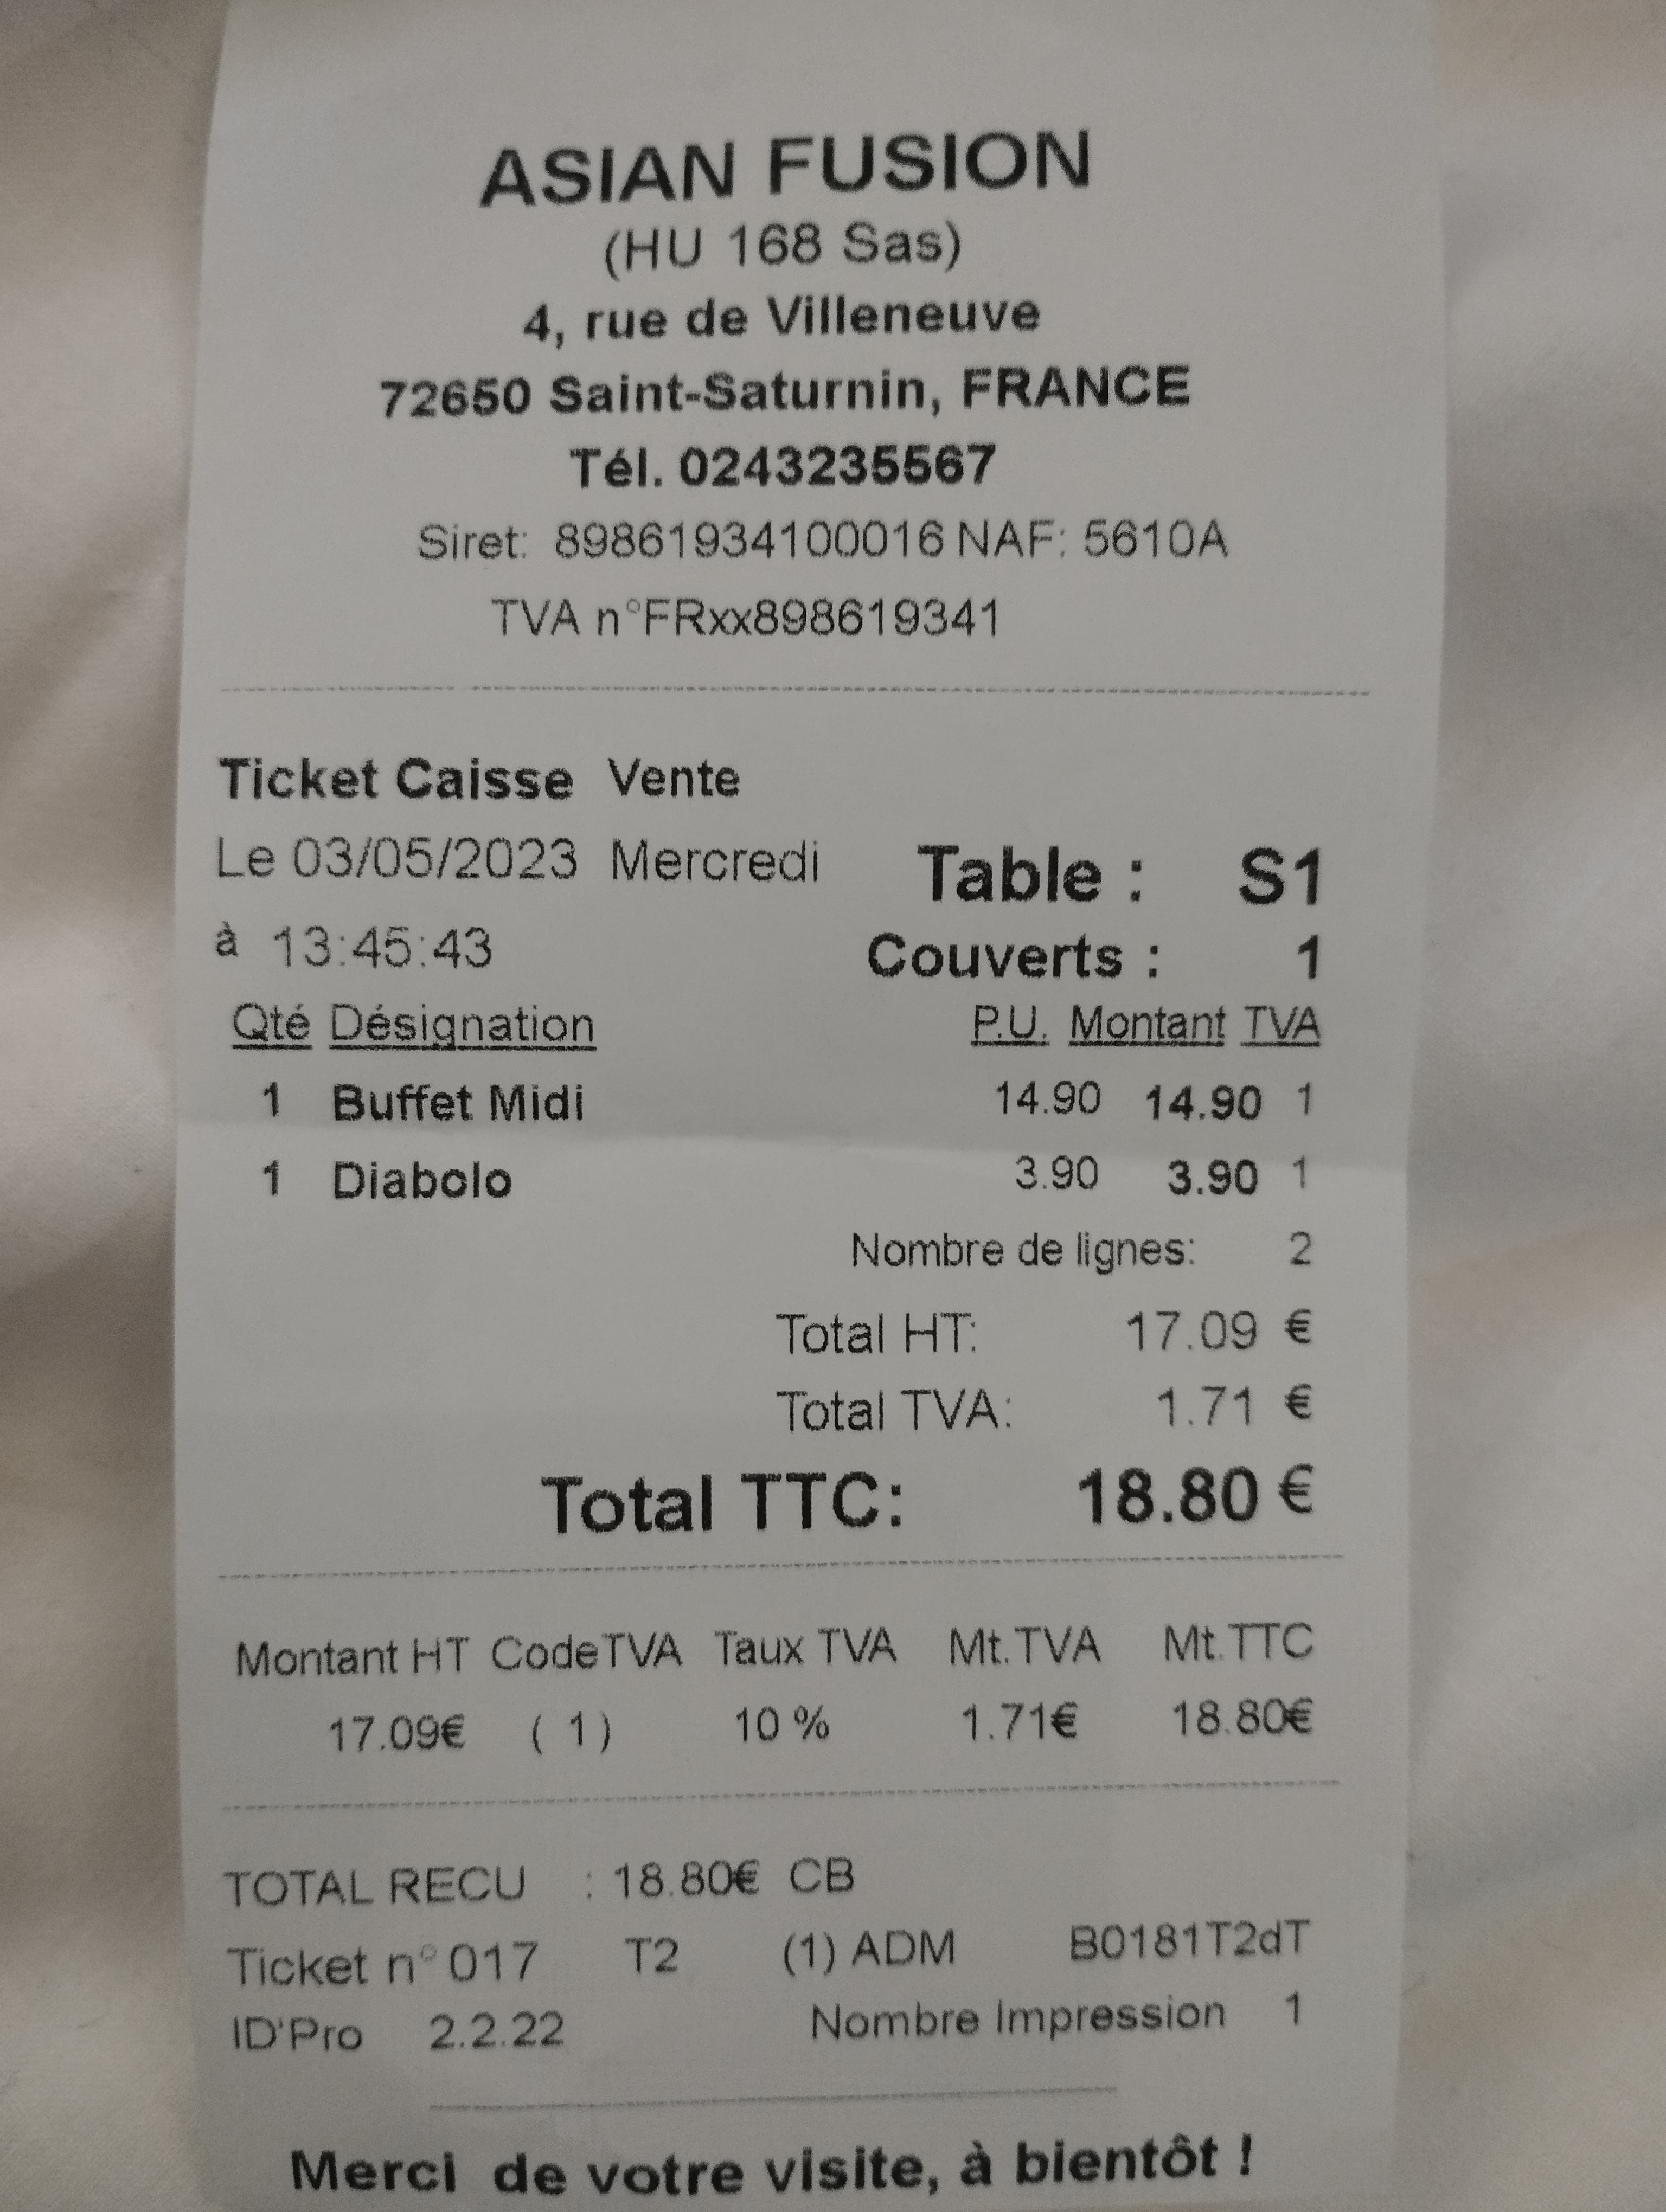 ASIAN FUSION
(HU 168 Sas)
4, rue de Villeneuve
72650 Saint-Saturnin, FRANCE
Tél. 0243235567
Siret: 89861934100016 NAF: 5610A
TVA n°FRxx898619341
Ticket Caisse Vente
Le 03/05/2023 Mercredi Table : S1
à 13:45:43 Couverts : 1
Qté Désignation P.U. Montant TVA
1 Buffet Midi 14.90 14.90 1
1 Diabolo 3.90 3.90 1
Nombre de lignes: 2
Total HT: 17.09 €
Total TVA: 1.71 €
Total TTC: 18.80 €
Montant HT CodeTVA Taux TVA Mt.TVA Mt.TTC
17.09€ ( 1 ) 10 % 1.71€ 18.80€
TOTAL RECU : 18.80€ CB
Ticket n° 017 T2 (1) ADM B0181T2dT
ID'Pro 2.2.22 Nombre Impression 1
Merci de votre visite, à bientôt !